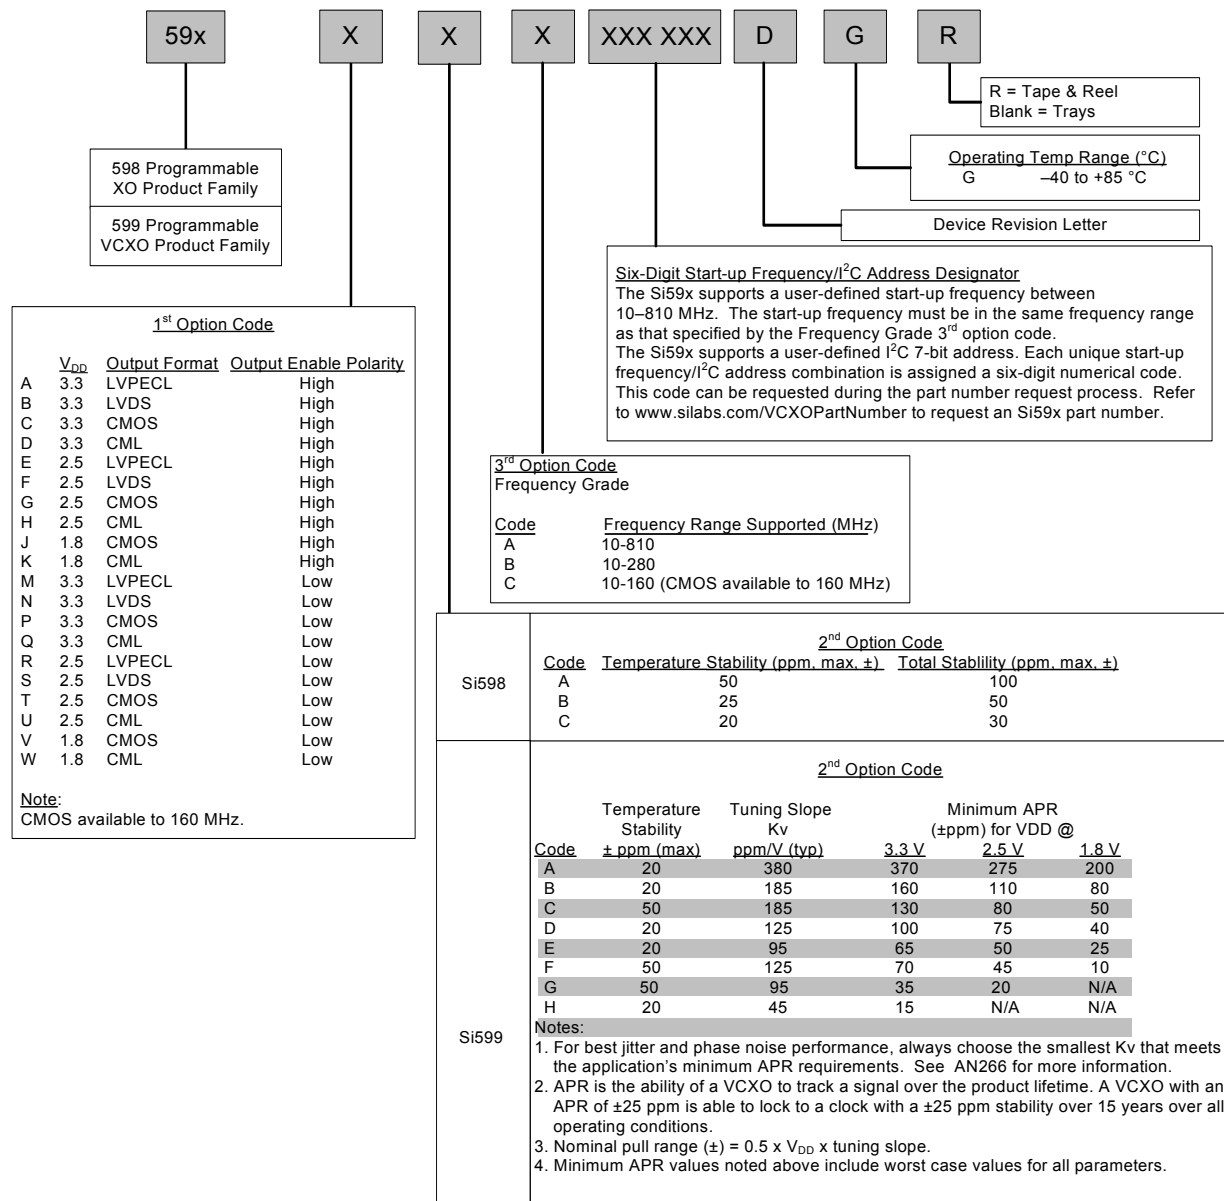 59x X X X XXX XXX D G R
R = Tape & Reel
Blank = Trays
Operating Temp Range (°C)
G –40 to +85 °C
Device Revision Letter
598 Programmable
XO Product Family
599 Programmable
VCXO Product Family
Six-Digit Start-up Frequency/I²C Address Designator
The Si59x supports a user-defined start-up frequency between
10–810 MHz. The start-up frequency must be in the same frequency range
as that specified by the Frequency Grade 3rd option code.
The Si59x supports a user-defined I²C 7-bit address. Each unique start-up
frequency/I²C address combination is assigned a six-digit numerical code.
This code can be requested during the part number request process. Refer
to www.silabs.com/VCXOPartNumber to request an Si59x part number.
1st Option Code
VDD Output Format Output Enable Polarity
A 3.3 LVPECL High
B 3.3 LVDS High
C 3.3 CMOS High
D 3.3 CML High
E 2.5 LVPECL High
F 2.5 LVDS High
G 2.5 CMOS High
H 2.5 CML High
J 1.8 CMOS High
K 1.8 CML High
M 3.3 LVPECL Low
N 3.3 LVDS Low
P 3.3 CMOS Low
Q 3.3 CML Low
R 2.5 LVPECL Low
S 2.5 LVDS Low
T 2.5 CMOS Low
U 2.5 CML Low
V 1.8 CMOS Low
W 1.8 CML Low
Note:
CMOS available to 160 MHz.
3rd Option Code
Frequency Grade
Code Frequency Range Supported (MHz)
A 10-810
B 10-280
C 10-160 (CMOS available to 160 MHz)
Si598
2nd Option Code
Code Temperature Stability (ppm, max, ±) Total Stablility (ppm, max, ±)
A 50 100
B 25 50
C 20 30
Si599
2nd Option Code
Temperature Tuning Slope Minimum APR
Stability Kv (±ppm) for VDD @
Code ± ppm (max) ppm/V (typ) 3.3 V 2.5 V 1.8 V
A 20 380 370 275 200
B 20 185 160 110 80
C 50 185 130 80 50
D 20 125 100 75 40
E 20 95 65 50 25
F 50 125 70 45 10
G 50 95 35 20 N/A
H 20 45 15 N/A N/A
Notes:
1. For best jitter and phase noise performance, always choose the smallest Kv that meets
the application's minimum APR requirements. See AN266 for more information.
2. APR is the ability of a VCXO to track a signal over the product lifetime. A VCXO with an
APR of ±25 ppm is able to lock to a clock with a ±25 ppm stability over 15 years over all
operating conditions.
3. Nominal pull range (±) = 0.5 x VDD x tuning slope.
4. Minimum APR values noted above include worst case values for all parameters.